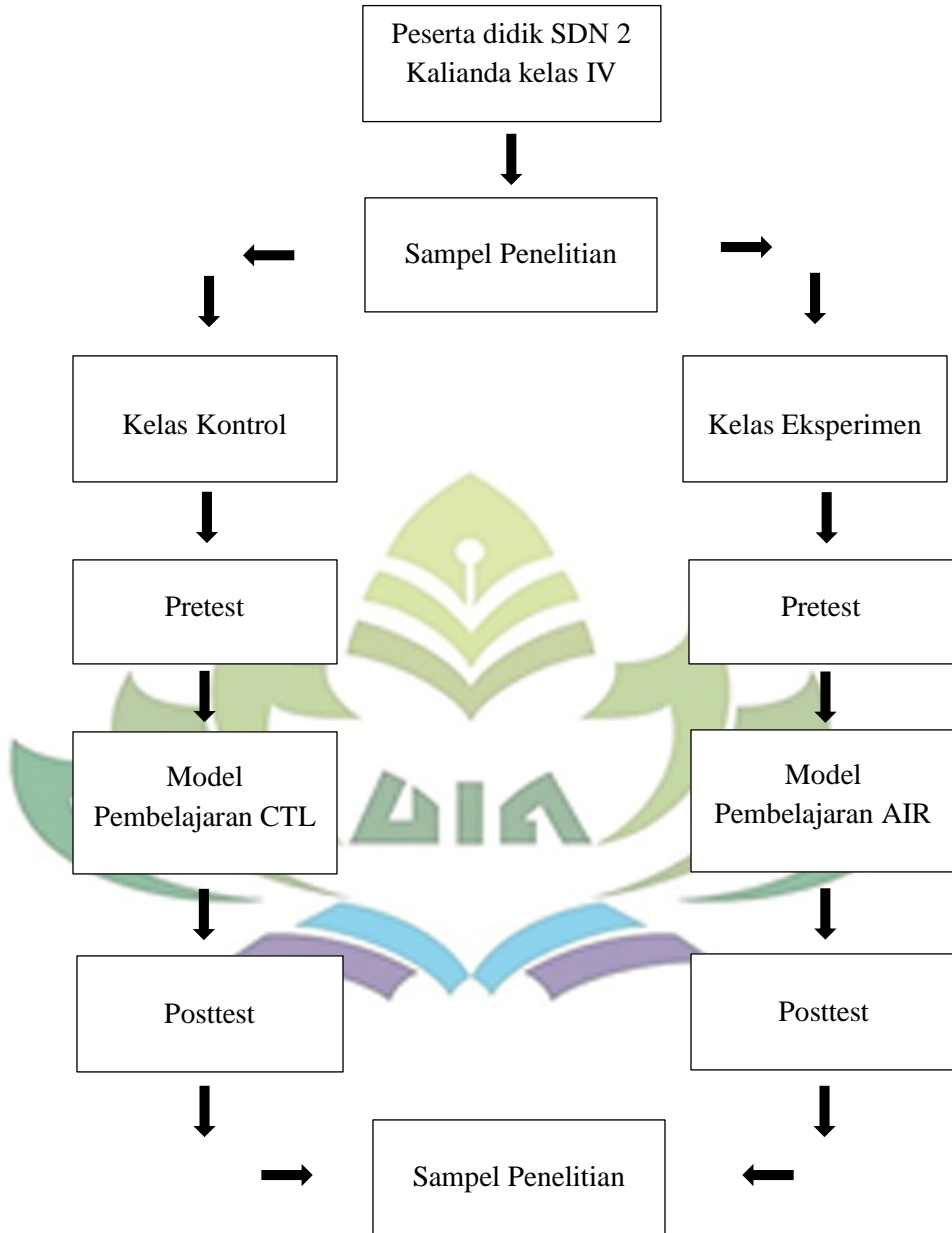 Peserta didik SDN 2
Kalianda kelas IV
Sampel Penelitian
Kelas Kontrol
Kelas Eksperimen
Pretest
Pretest
Model
Pembelajaran CTL
Model
Pembelajaran AIR
Posttest
Posttest
Sampel Penelitian